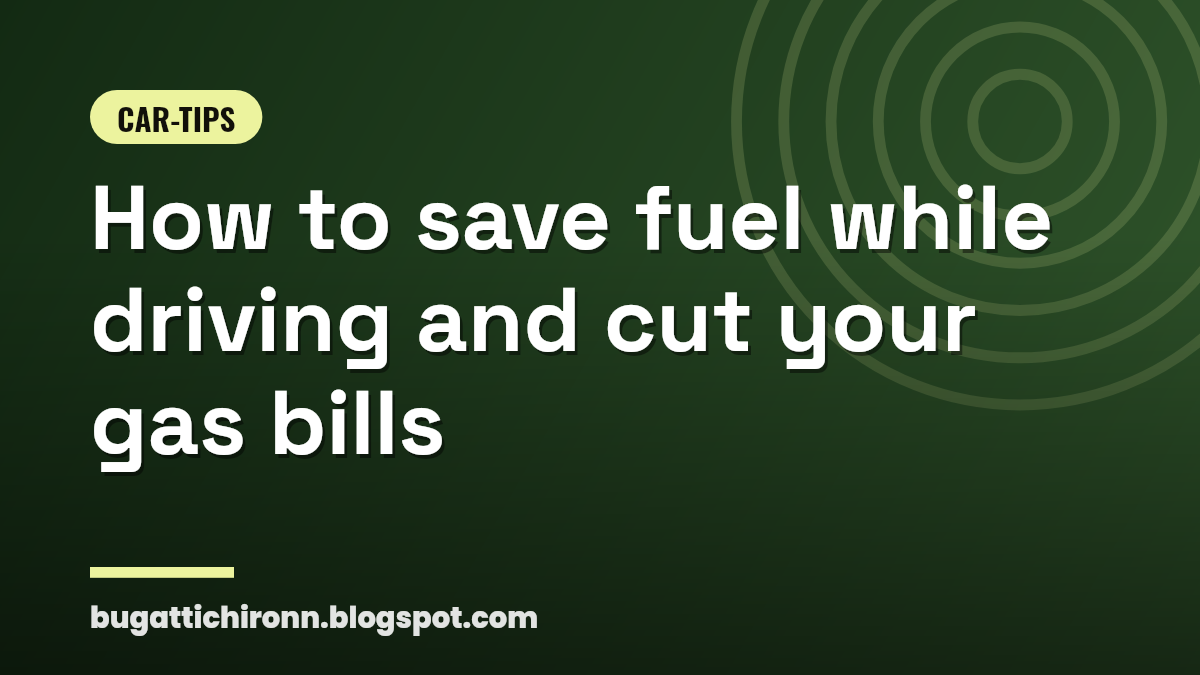 CAR-TIPS
How to save fuel while
driving and cut your
gas bills
bugattichironn.blogspot.com